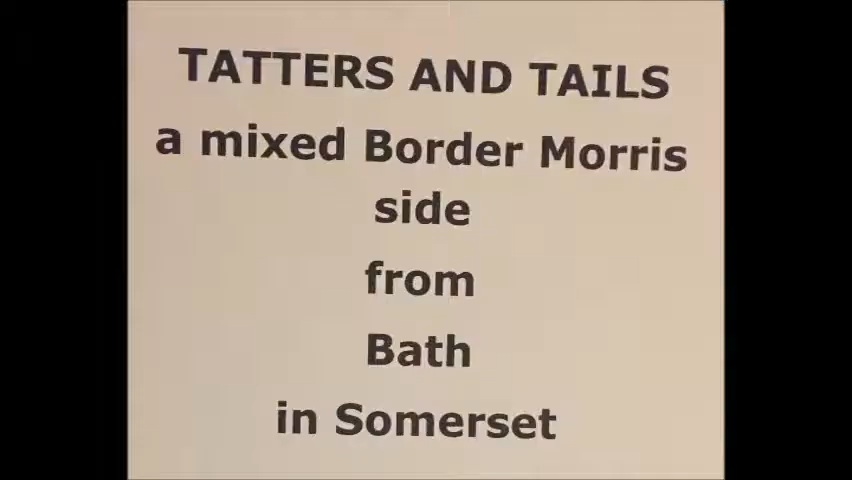 TATTERS AND TAILS
a mixed Border Morris
side
from
Bath
in Somerset